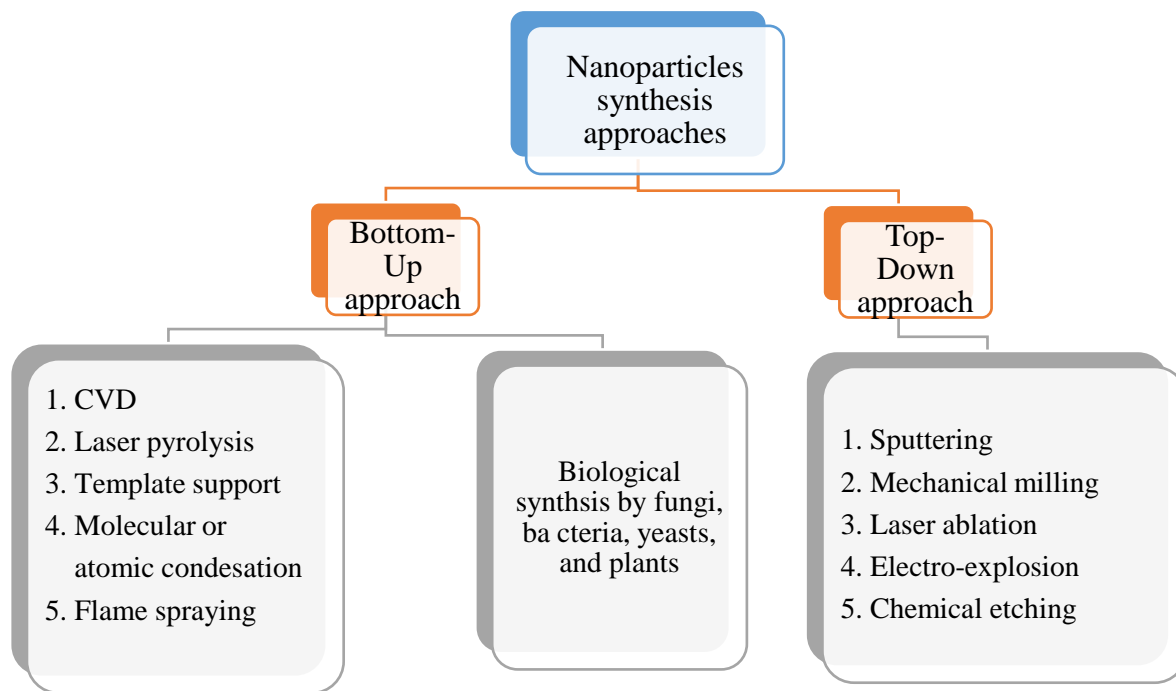 Nanoparticles
synthesis
approaches
Bottom-
Up
approach
Top-
Down
approach
1. CVD
2. Laser pyrolysis
3. Template support
4. Molecular or
atomic condesation
5. Flame spraying
Biological
synthsis by fungi,
ba cteria, yeasts,
and plants
1. Sputtering
2. Mechanical milling
3. Laser ablation
4. Electro-explosion
5. Chemical etching